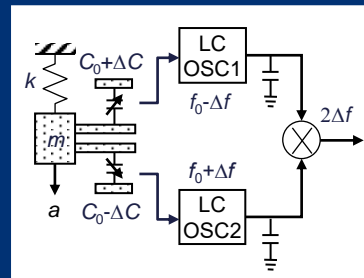 C₀+ΔC
k
m
a
C₀-ΔC
LC
OSC1
f₀-Δf
f₀+Δf
LC
OSC2
2Δf